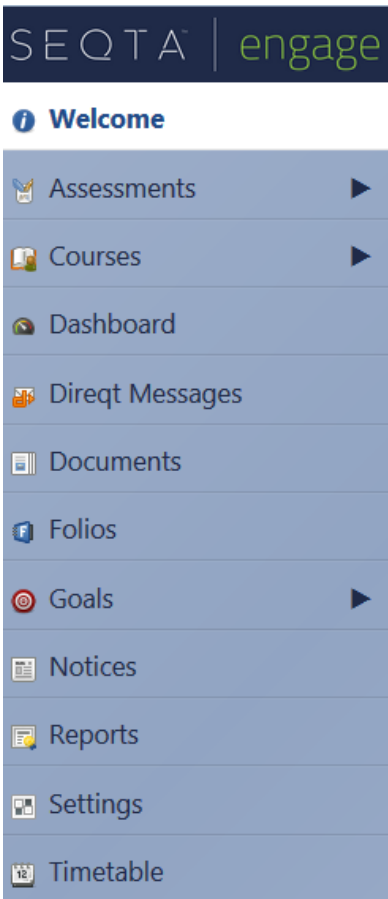 SEQTA™ | engage
Welcome
Assessments
Courses
Dashboard
Direqt Messages
Documents
Folios
Goals
Notices
Reports
Settings
Timetable